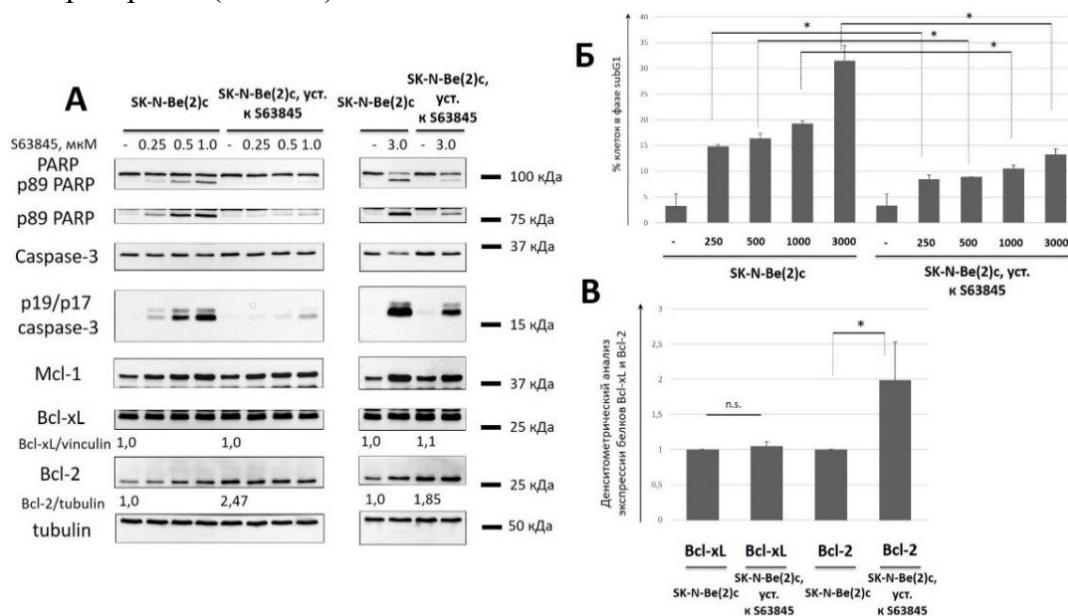 А
SK-N-Be(2)c
SK-N-Be(2)c, уст.
к S63845
SK-N-Be(2)c
SK-N-Be(2)c,
уст.
к S63845
S63845, мкМ
- 0.25 0.5 1.0 - 0.25 0.5 1.0
- 3.0 - 3.0
PARP
p89 PARP
100 кДа
p89 PARP
75 кДа
37 кДа
Caspase-3
p19/p17
caspase-3
15 кДа
Mcl-1
37 кДа
Bcl-xL
25 кДа
Bcl-xL/vinculin
1,0 1,0 1,0 1,1
Bcl-2
25 кДа
Bcl-2/tubulin
1,0 2,47 1,0 1,85
tubulin
50 кДа
Б
% клеток в фазе subG1
40
35
30
25
20
15
10
5
0
*
*
*
*
- 250 500 1000 3000 - 250 500 1000 3000
SK-N-Be(2)c
SK-N-Be(2)c, уст.
к S63845
В
Денситометрический анализ
экспрессии белков Bcl-xL и Bcl-2
3
2,5
2
1,5
1
0,5
0
n.s.
*
Bcl-xL Bcl-xL Bcl-2 Bcl-2
SK-N-Be(2)c
SK-N-Be(2)c,
уст.
к S63845
SK-N-Be(2)c
SK-N-Be(2)c,
уст.
к S63845